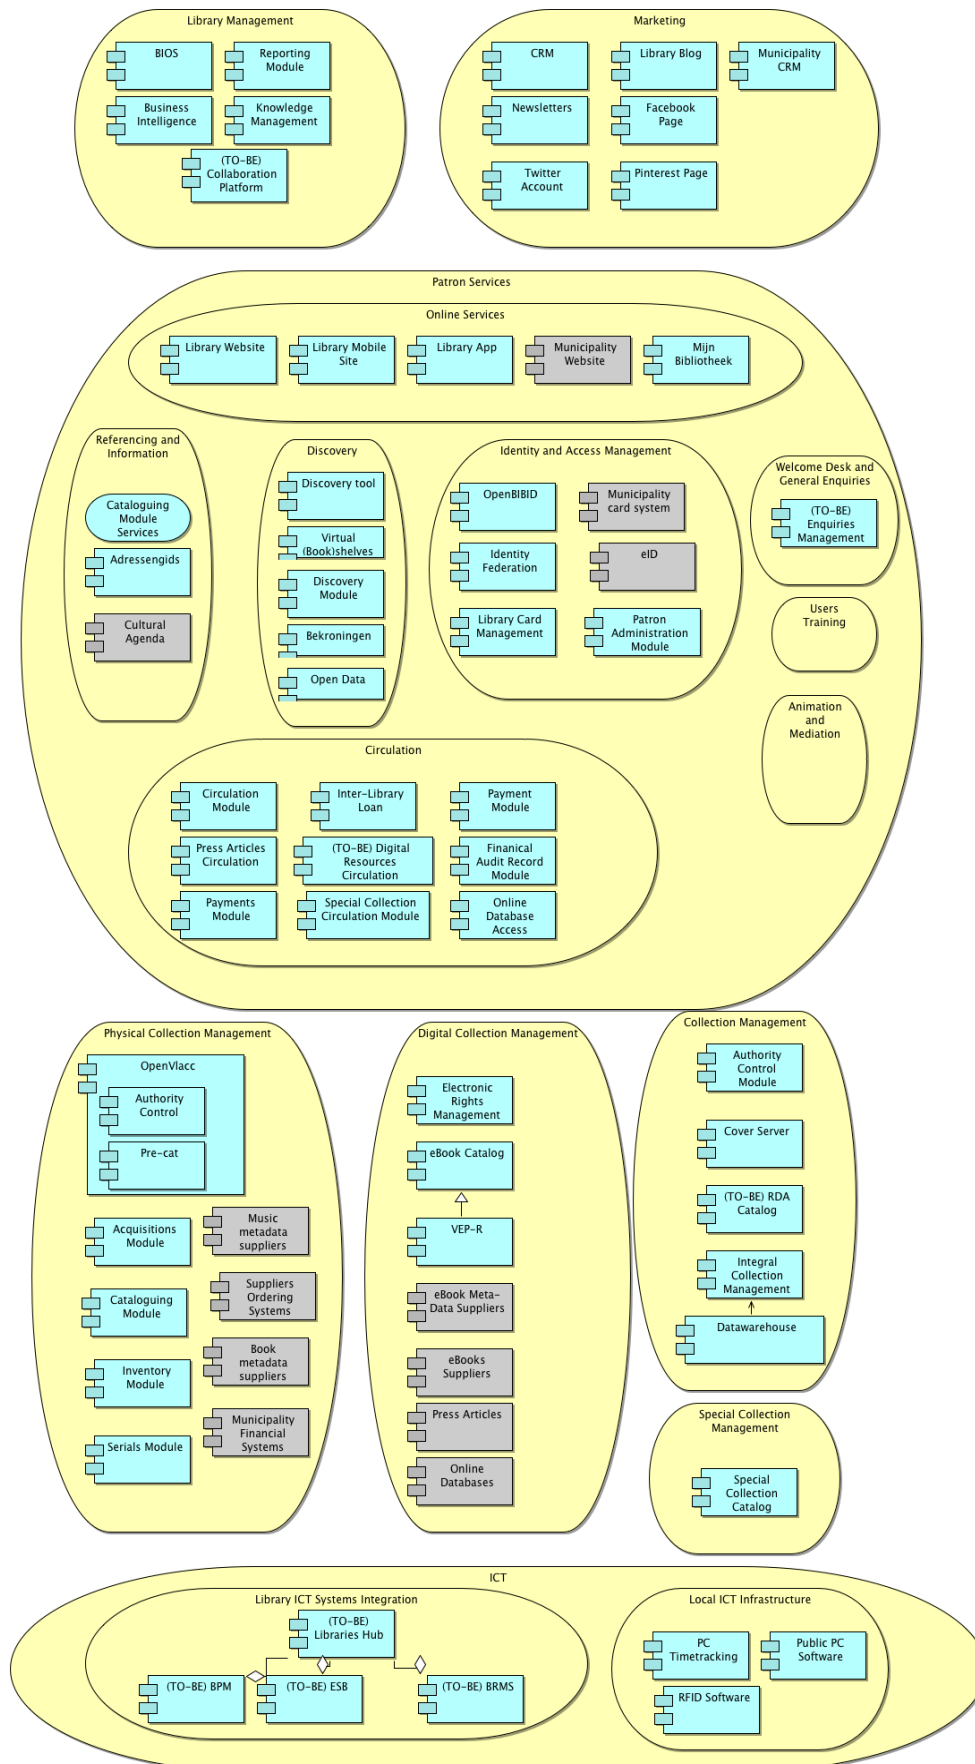 Library Management
BIOS
Reporting
Module
Business
Intelligence
Knowledge
Management
(TO-BE)
Collaboration
Platform
Marketing
CRM
Library Blog
Municipality
CRM
Newsletters
Facebook
Page
Twitter
Account
Pinterest Page
Patron Services
Online Services
Library Website
Library Mobile
Site
Library App
Municipality
Website
Mijn
Bibliotheek
Referencing and
Information
Cataloguing
Module
Services
Adressengids
Cultural
Agenda
Discovery
Discovery tool
Virtual
(Book)shelves
Discovery
Module
Bekroningen
Open Data
Identity and Access Management
OpenBIBID
Municipality
card system
Identity
Federation
eID
Library Card
Management
Patron
Administration
Module
Welcome Desk and
General Enquiries
(TO-BE)
Enquiries
Management
Users
Training
Animation
and
Mediation
Circulation
Circulation
Module
Inter-Library
Loan
Payment
Module
Press Articles
Circulation
(TO-BE) Digital
Resources
Circulation
Finanical
Audit Record
Module
Payments
Module
Special Collection
Circulation Module
Online
Database
Access
Physical Collection Management
OpenVlacc
Authority
Control
Pre-cat
Acquisitions
Module
Music
metadata
suppliers
Cataloguing
Module
Suppliers
Ordering
Systems
Inventory
Module
Book
metadata
suppliers
Serials Module
Municipality
Financial
Systems
Digital Collection Management
Electronic
Rights
Management
eBook Catalog
VEP-R
eBook Meta-
Data Suppliers
eBooks
Suppliers
Press Articles
Online
Databases
Collection Management
Authority
Control
Module
Cover Server
(TO-BE) RDA
Catalog
Integral
Collection
Management
Datawarehouse
Special Collection
Management
Special
Collection
Catalog
ICT
Library ICT Systems Integration
(TO-BE)
Libraries Hub
(TO-BE) BPM
(TO-BE) ESB
(TO-BE) BRMS
Local ICT Infrastructure
PC
Timetracking
Public PC
Software
RFID Software